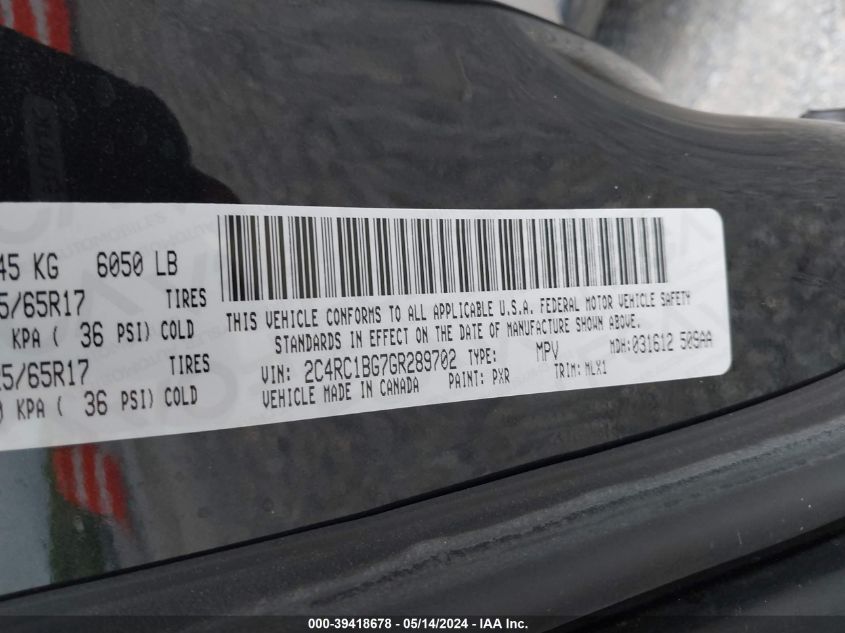 45 KG 6050 LB
5/65R17 TIRES
KPA ( 36 PSI) COLD
5/65R17 TIRES
KPA ( 36 PSI) COLD
THIS VEHICLE CONFORMS TO ALL APPLICABLE U.S.A. FEDERAL MOTOR VEHICLE SAFETY
STANDARDS IN EFFECT ON THE DATE OF MANUFACTURE SHOWN ABOVE.
VIN: 2C4RC1BG7GR289702 TYPE: MPV MDH: 031612 509AA
VEHICLE MADE IN CANADA PAINT: PXR TRIM: MLX1
000-39418678 - 05/14/2024 - IAA Inc.